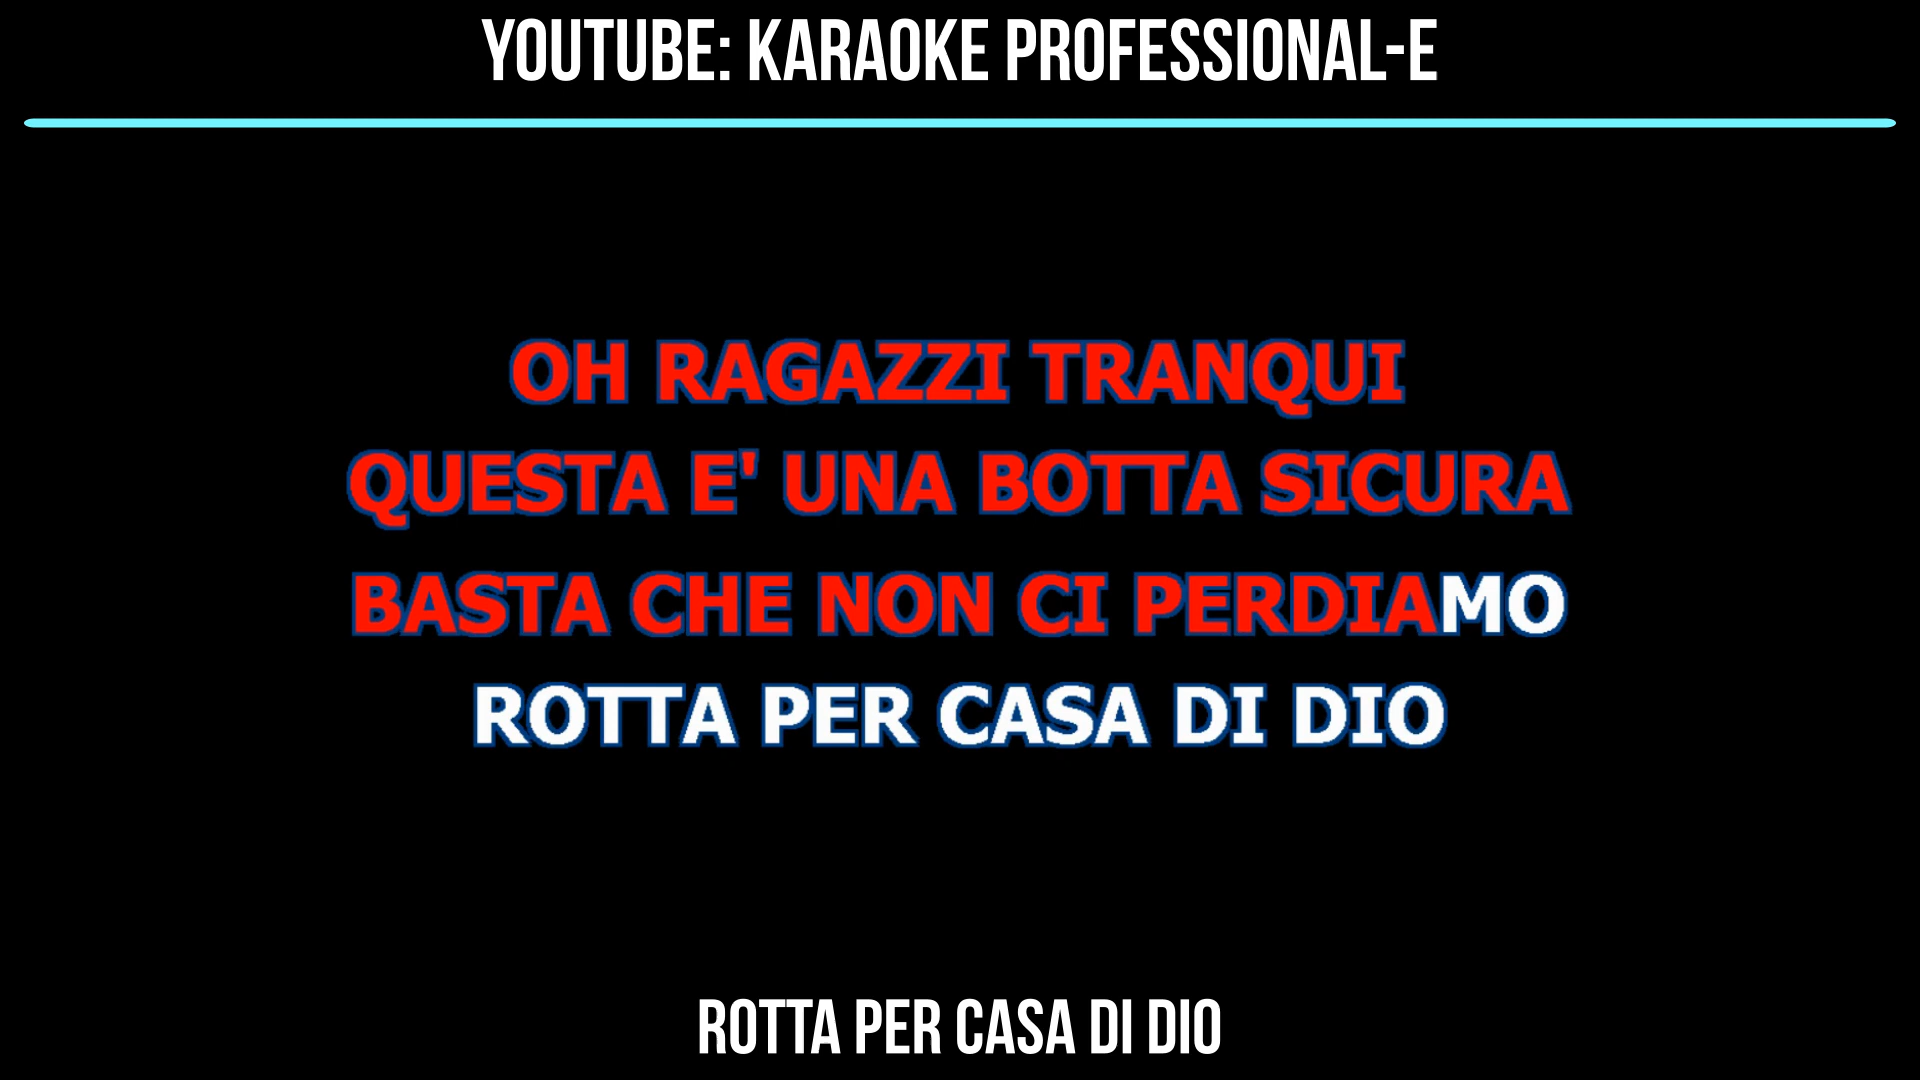 YOUTUBE: KARAOKE PROFESSIONAL-E
OH RAGAZZI TRANQUI
QUESTA E' UNA BOTTA SICURA
BASTA CHE NON CI PERDIAMO
ROTTA PER CASA DI DIO
ROTTA PER CASA DI DIO